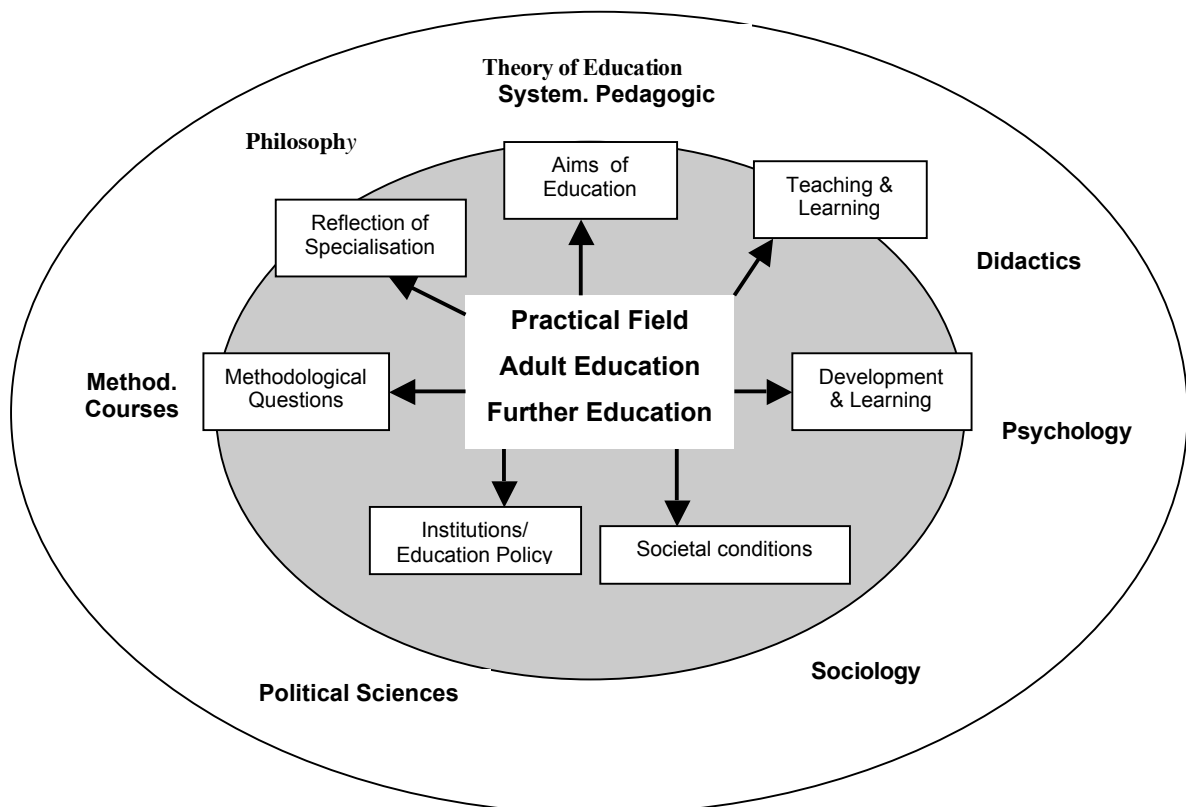 Theory of Education
System. Pedagogic
Philosophy
Aims of
Education
Teaching &
Learning
Reflection of
Specialisation
Didactics
Practical Field
Adult Education
Further Education
Method.
Courses
Methodological
Questions
Development
& Learning
Psychology
Institutions/
Education Policy
Societal conditions
Sociology
Political Sciences